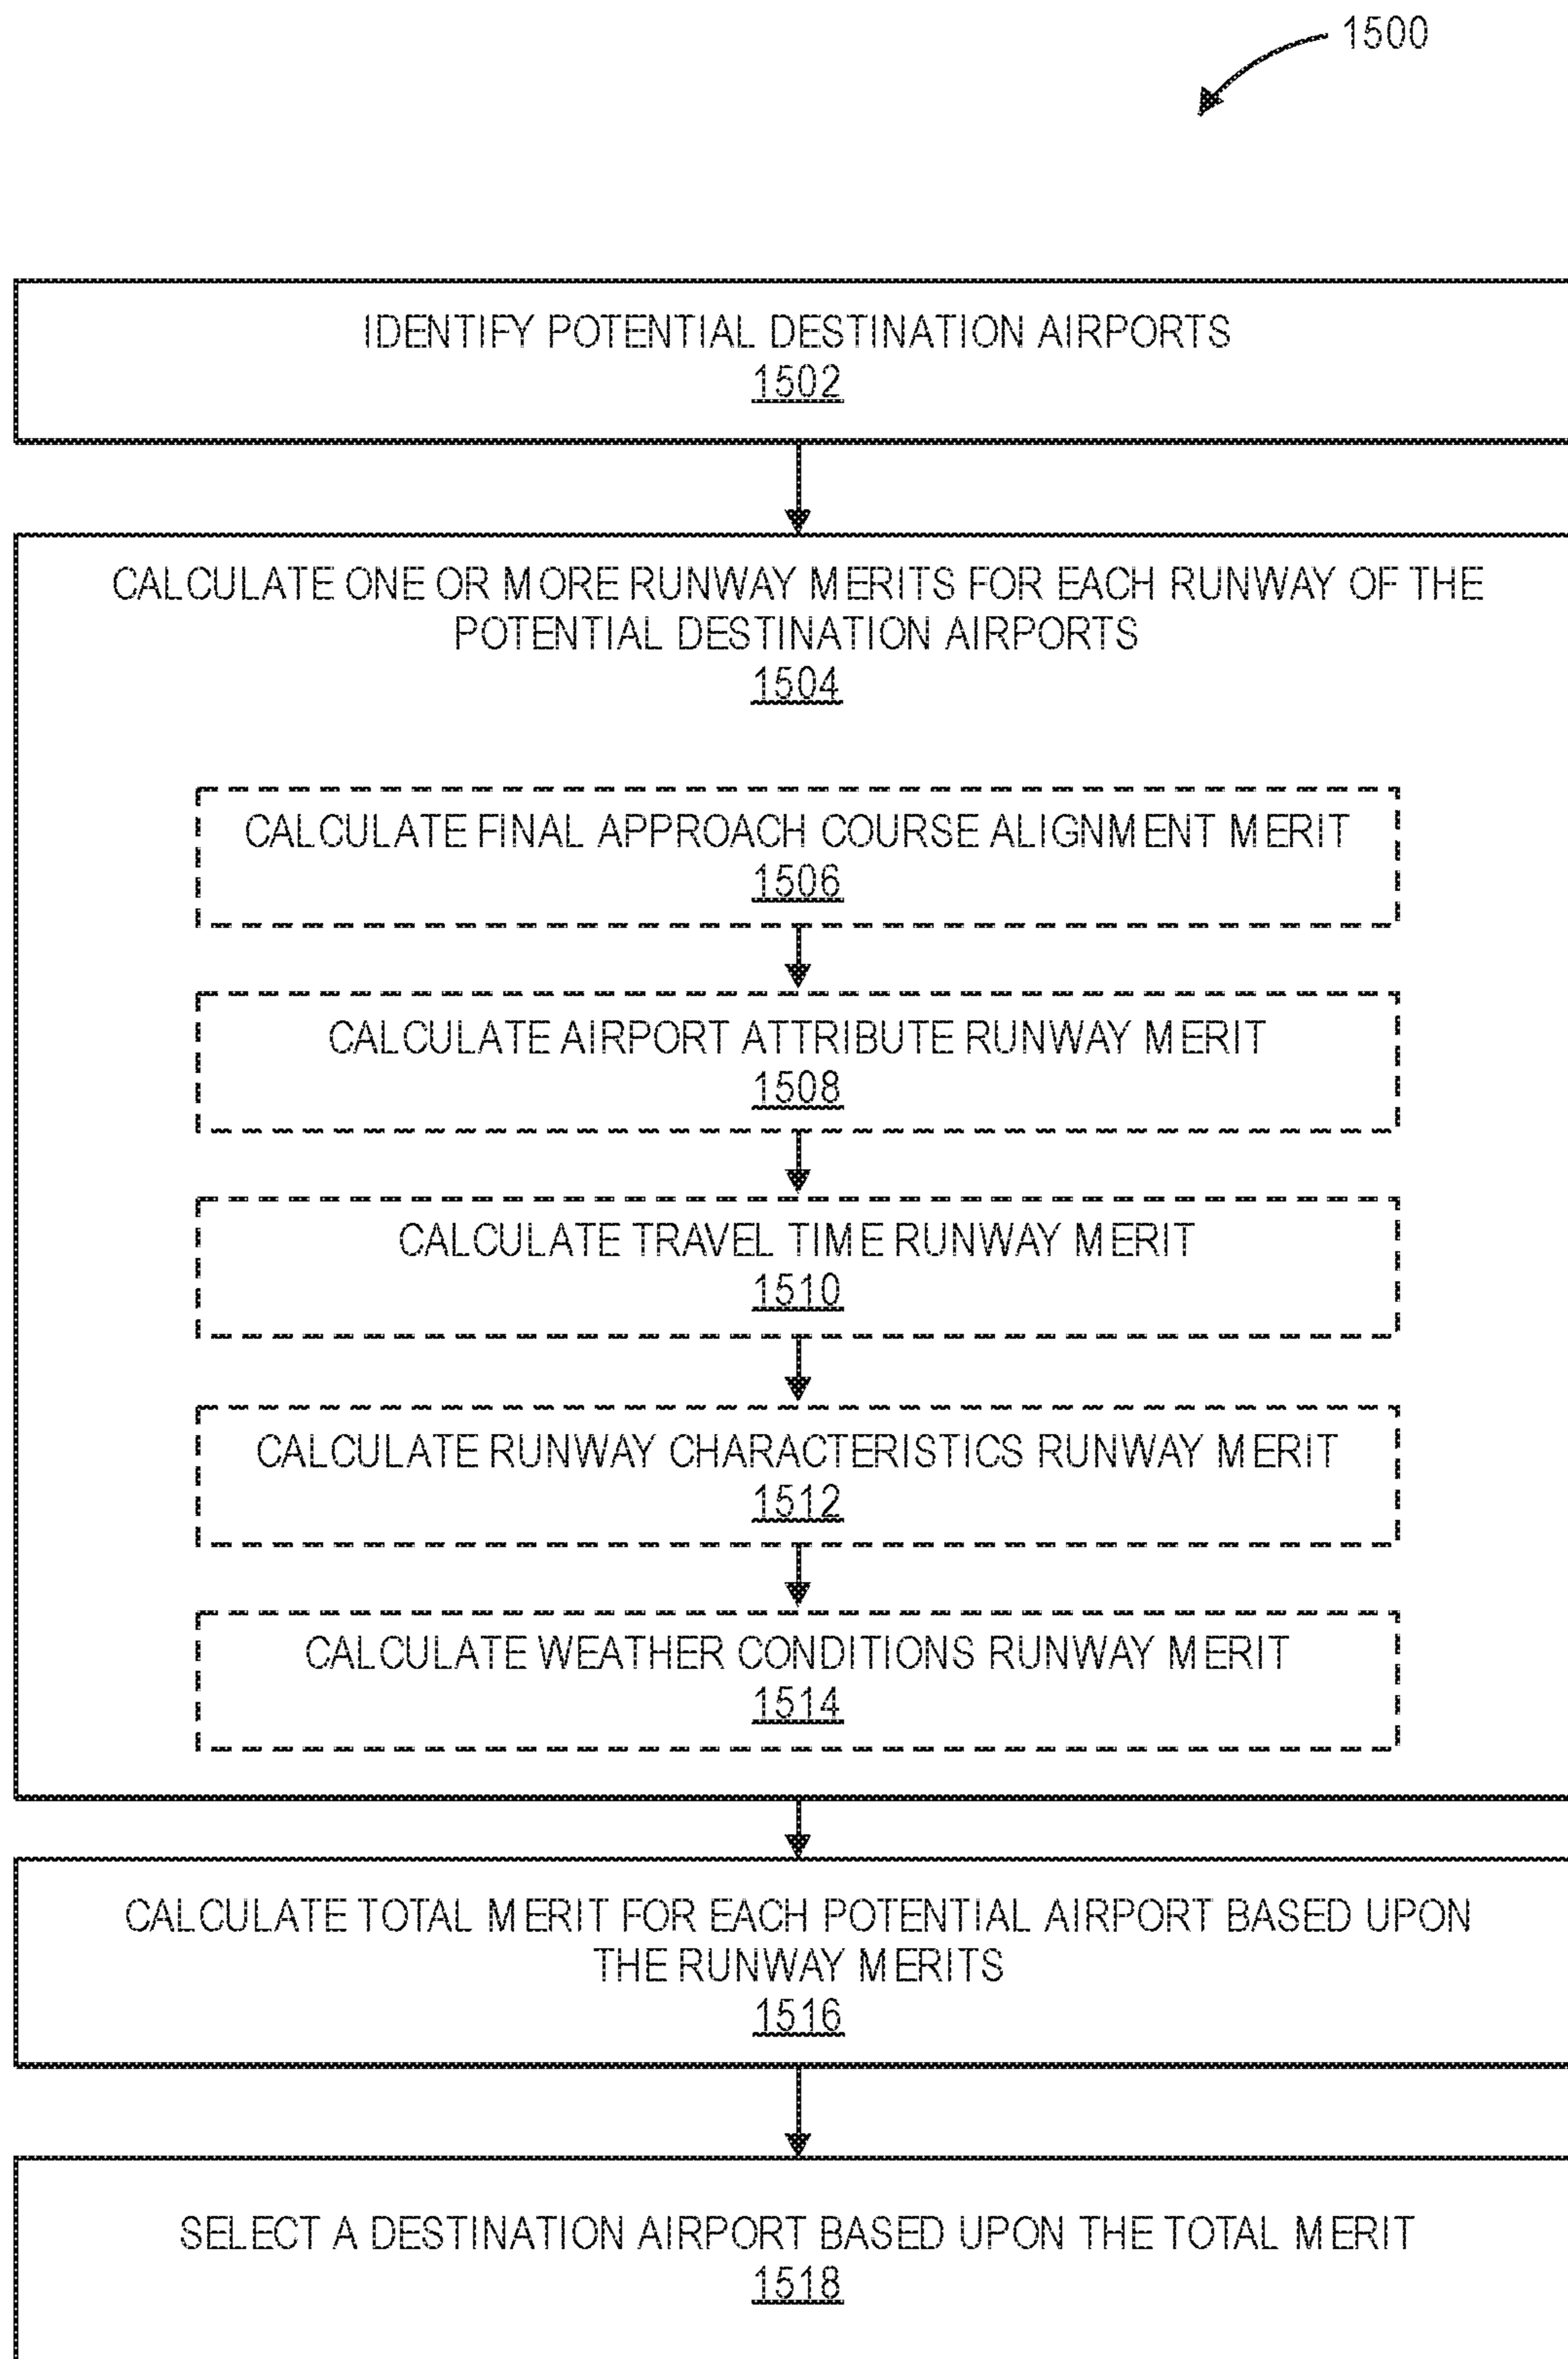 1500
IDENTIFY POTENTIAL DESTINATION AIRPORTS
1502
CALCULATE ONE OR MORE RUNWAY MERITS FOR EACH RUNWAY OF THE
POTENTIAL DESTINATION AIRPORTS
1504
CALCULATE FINAL APPROACH COURSE ALIGNMENT MERIT
1506
CALCULATE AIRPORT ATTRIBUTE RUNWAY MERIT
1508
CALCULATE TRAVEL TIME RUNWAY MERIT
1510
CALCULATE RUNWAY CHARACTERISTICS RUNWAY MERIT
1512
CALCULATE WEATHER CONDITIONS RUNWAY MERIT
1514
CALCULATE TOTAL MERIT FOR EACH POTENTIAL AIRPORT BASED UPON
THE RUNWAY MERITS
1516
SELECT A DESTINATION AIRPORT BASED UPON THE TOTAL MERIT
1518